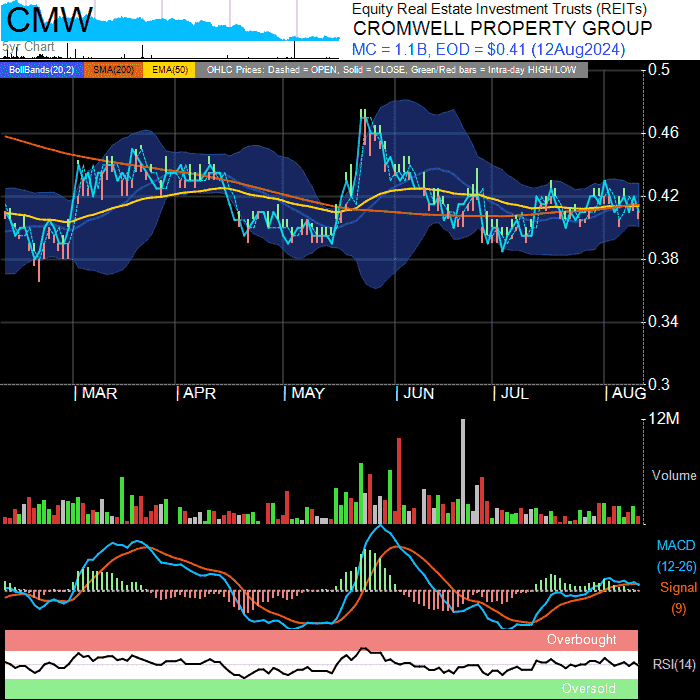 CMW
5yr Chart
Equity Real Estate Investment Trusts (REITs)
CROMWELL PROPERTY GROUP
MC = 1.1B, EOD = $0.41 (12Aug2024)
BollBands(20,2) SMA(200) EMA(50) OHLC Prices: Dashed = OPEN, Solid = CLOSE, Green/Red bars = Intra-day HIGH/LOW
0.5
0.46
0.42
0.38
0.34
0.3
| MAR | APR | MAY | JUN | JUL | AUG
12M
Volume
MACD
(12-26)
Signal
(9)
Overbought
RSI(14)
Oversold